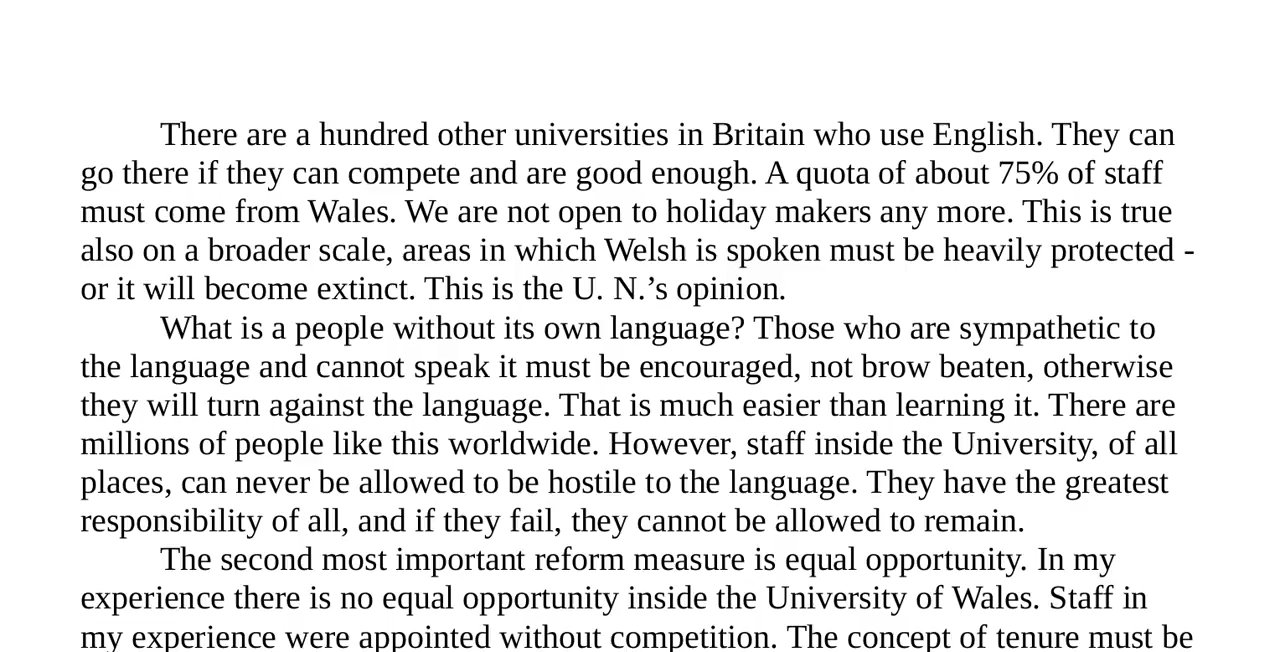 There are a hundred other universities in Britain who use English. They can
go there if they can compete and are good enough. A quota of about 75% of staff
must come from Wales. We are not open to holiday makers any more. This is true
also on a broader scale, areas in which Welsh is spoken must be heavily protected -
or it will become extinct. This is the U. N.’s opinion.
What is a people without its own language? Those who are sympathetic to
the language and cannot speak it must be encouraged, not brow beaten, otherwise
they will turn against the language. That is much easier than learning it. There are
millions of people like this worldwide. However, staff inside the University, of all
places, can never be allowed to be hostile to the language. They have the greatest
responsibility of all, and if they fail, they cannot be allowed to remain.
The second most important reform measure is equal opportunity. In my
experience there is no equal opportunity inside the University of Wales. Staff in
my experience were appointed without competition. The concept of tenure must be